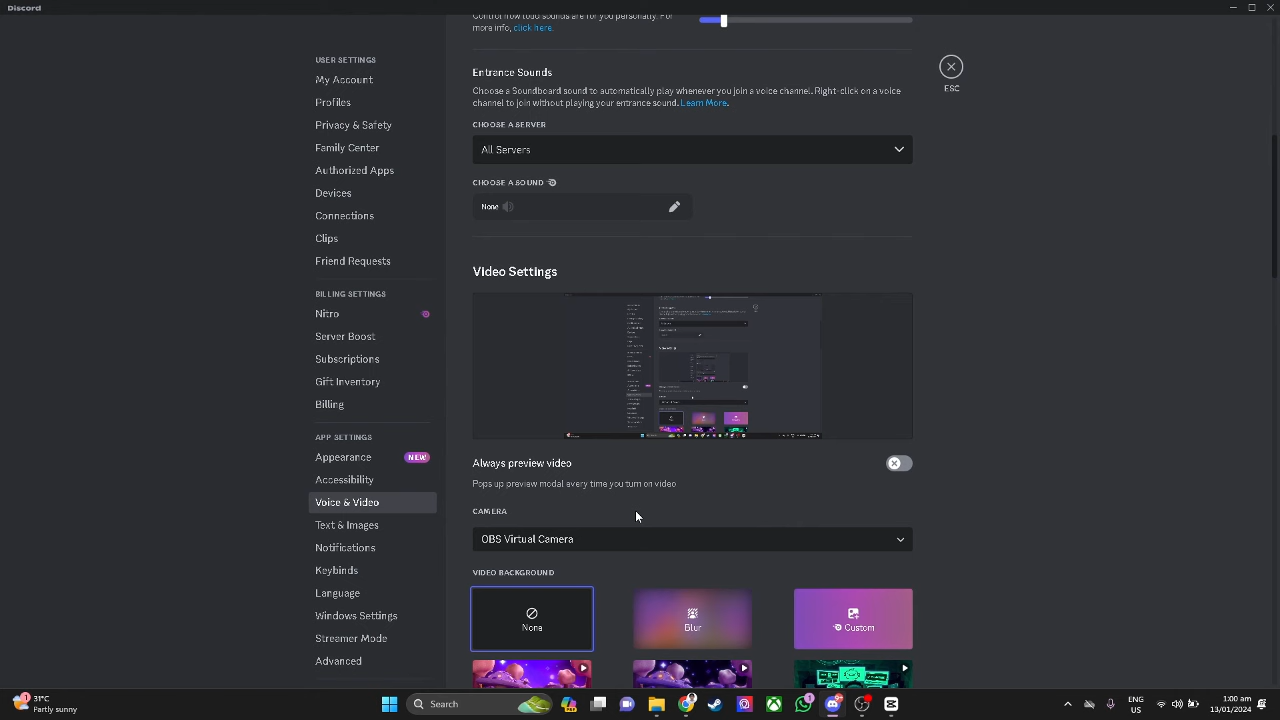 Discord
Control how loud sounds are for you personally. For
more info, click here.
USER SETTINGS
My Account
Profiles
Privacy & Safety
Family Center
Authorized Apps
Devices
Connections
Clips
Friend Requests
BILLING SETTINGS
Nitro
Server Boost
Subscriptions
Gift Inventory
Billing
APP SETTINGS
Appearance NEW!
Accessibility
Voice & Video
Text & Images
Notifications
Keybinds
Language
Windows Settings
Streamer Mode
Advanced
Entrance Sounds
Choose a Soundboard sound to automatically play whenever you join a voice channel. Right-click on a voice
channel to join without playing your entrance sound. Learn More.
CHOOSE A SERVER
All Servers
CHOOSE A SOUND
None
Video Settings
Always preview video
Pops up preview modal every time you turn on video
CAMERA
OBS Virtual Camera
VIDEO BACKGROUND
None
Blur
Custom
ESC
1
31°C
Partly sunny
Search
1
9+
ENG
US
1:00 am
13/01/2024